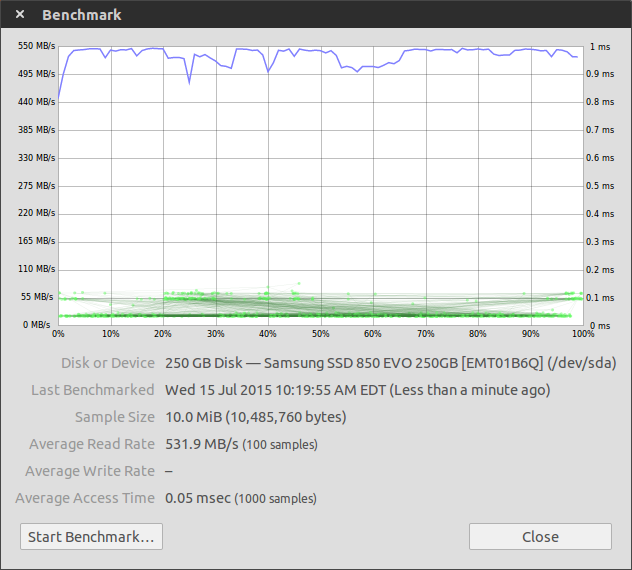 × Benchmark
550 MB/s 1 ms
495 MB/s 0.9 ms
440 MB/s 0.8 ms
385 MB/s 0.7 ms
330 MB/s 0.6 ms
275 MB/s 0.5 ms
220 MB/s 0.4 ms
165 MB/s 0.3 ms
110 MB/s 0.2 ms
55 MB/s 0.1 ms
0 MB/s 0 ms
0% 10% 20% 30% 40% 50% 60% 70% 80% 90% 100%
Disk or Device 250 GB Disk — Samsung SSD 850 EVO 250GB [EMT01B6Q] (/dev/sda)
Last Benchmarked Wed 15 Jul 2015 10:19:55 AM EDT (Less than a minute ago)
Sample Size 10.0 MiB (10,485,760 bytes)
Average Read Rate 531.9 MB/s (100 samples)
Average Write Rate –
Average Access Time 0.05 msec (1000 samples)
Start Benchmark... Close